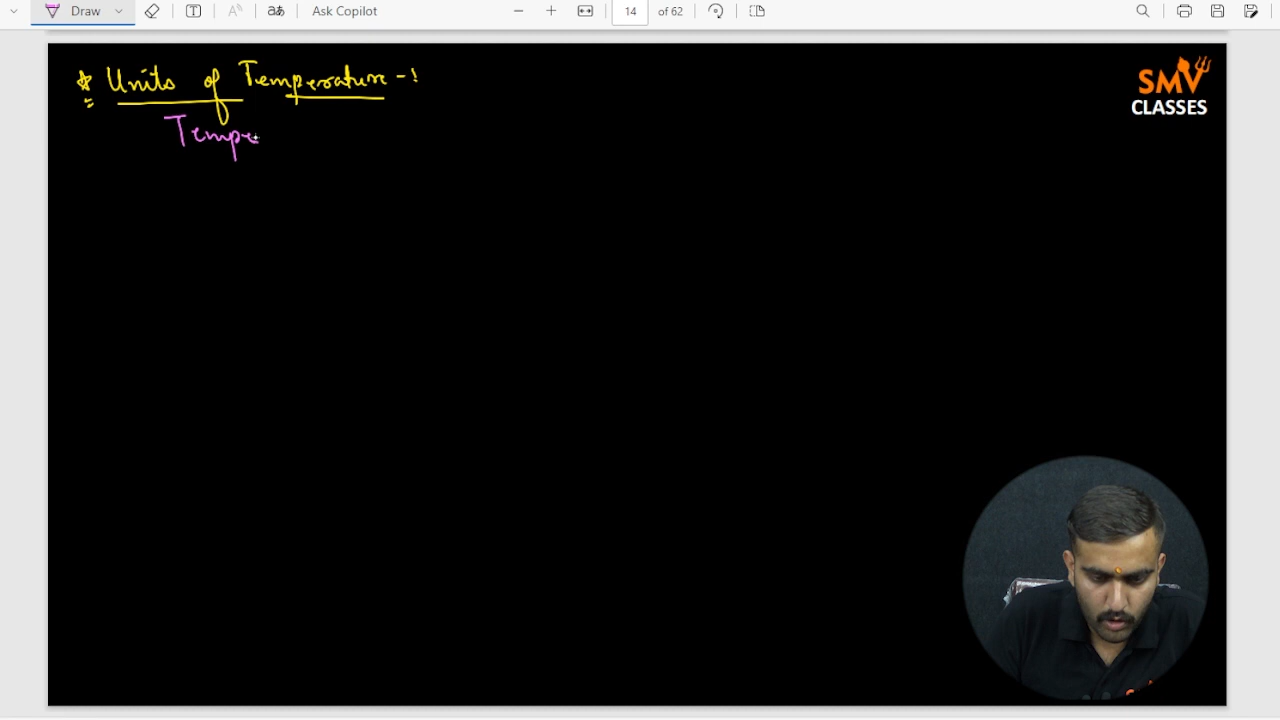 Draw
Ask Copilot
14 of 62
Units of Temperature -:
Tempe
SMV
CLASSES